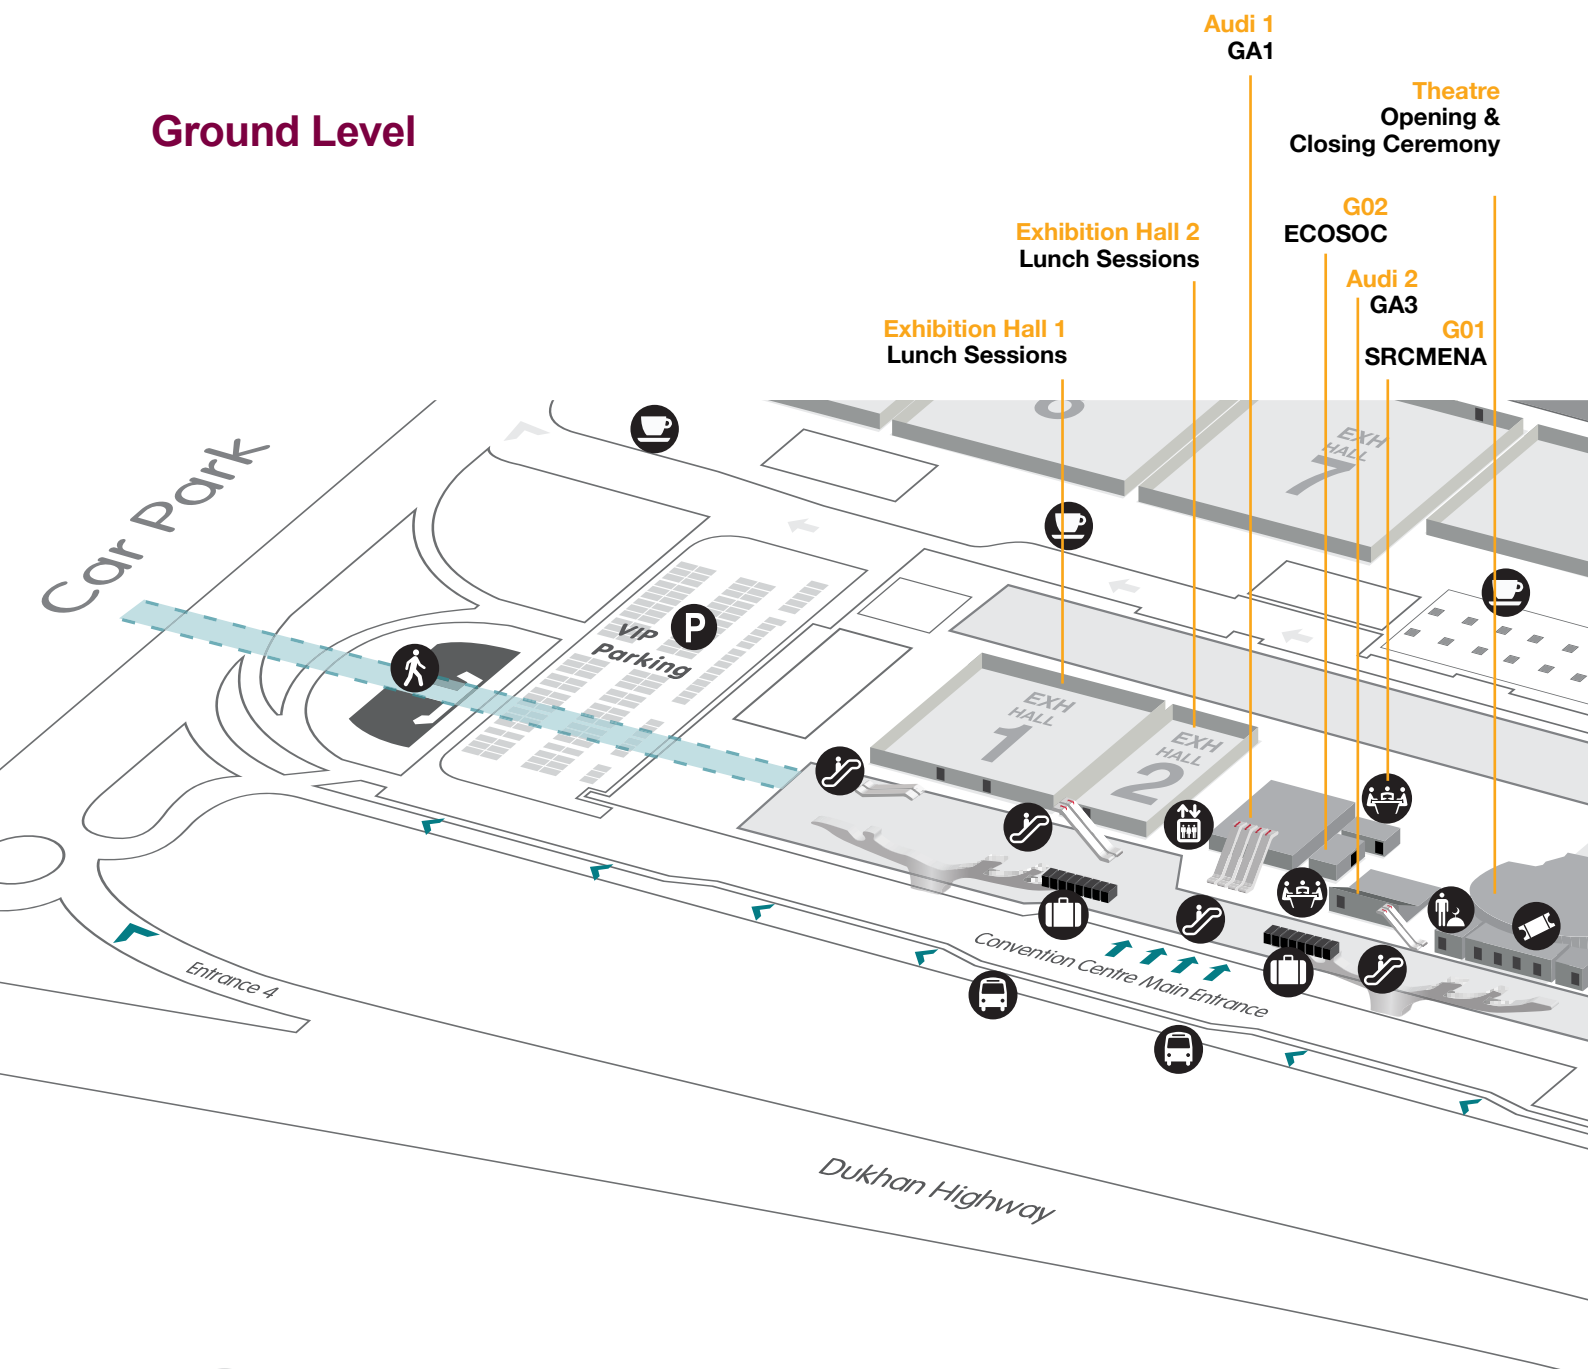 Audi 1
GA1
Theatre
Opening &
Closing Ceremony
Ground Level
G02
ECOSOC
Exhibition Hall 2
Lunch Sessions
Audi 2
GA3
Exhibition Hall 1
Lunch Sessions
G01
SRCMENA
Car Park
EXH
HALL
7
VIP
Parking
P
EXH
HALL
1
EXH
HALL
2
Convention Centre Main Entrance
Entrance 4
Dukhan Highway